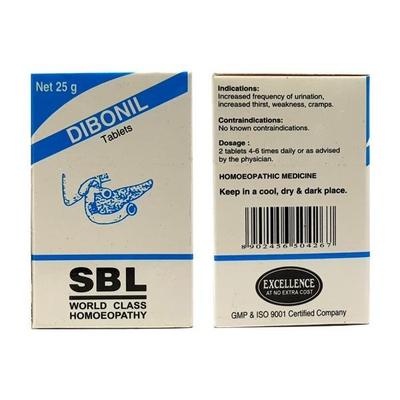 Net 25 g
DIBONIL
Tablets
SBL
WORLD CLASS
HOMOEOPATHY
Indications:
Increased frequency of urination,
increased thirst, weakness, cramps.
Contraindications:
No known contraindications.
Dosage :
2 tablets 4-6 times daily or as advised
by the physician.
HOMOEOPATHIC MEDICINE
Keep in a cool, dry & dark place.
8 902456 504267
EXCELLENCE
AT NO EXTRA COST
GMP & ISO 9001 Certified Company